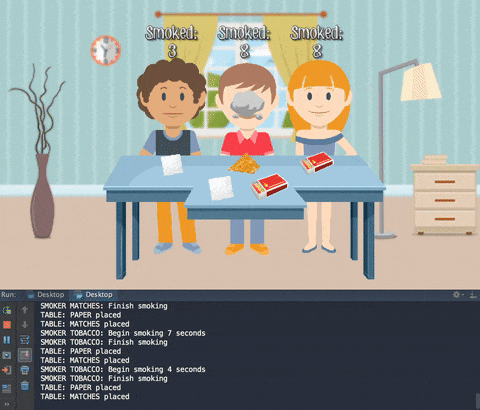 Smoked: Smoked: Smoked:
3 8 8
Run: Desktop Desktop
SMOKER MATCHES: Finish smoking
TABLE: PAPER placed
TABLE: MATCHES placed
SMOKER TOBACCO: Begin smoking 7 seconds
SMOKER TOBACCO: Finish smoking
TABLE: PAPER placed
TABLE: MATCHES placed
SMOKER TOBACCO: Begin smoking 4 seconds
SMOKER TOBACCO: Finish smoking
TABLE: PAPER placed
TABLE: MATCHES placed